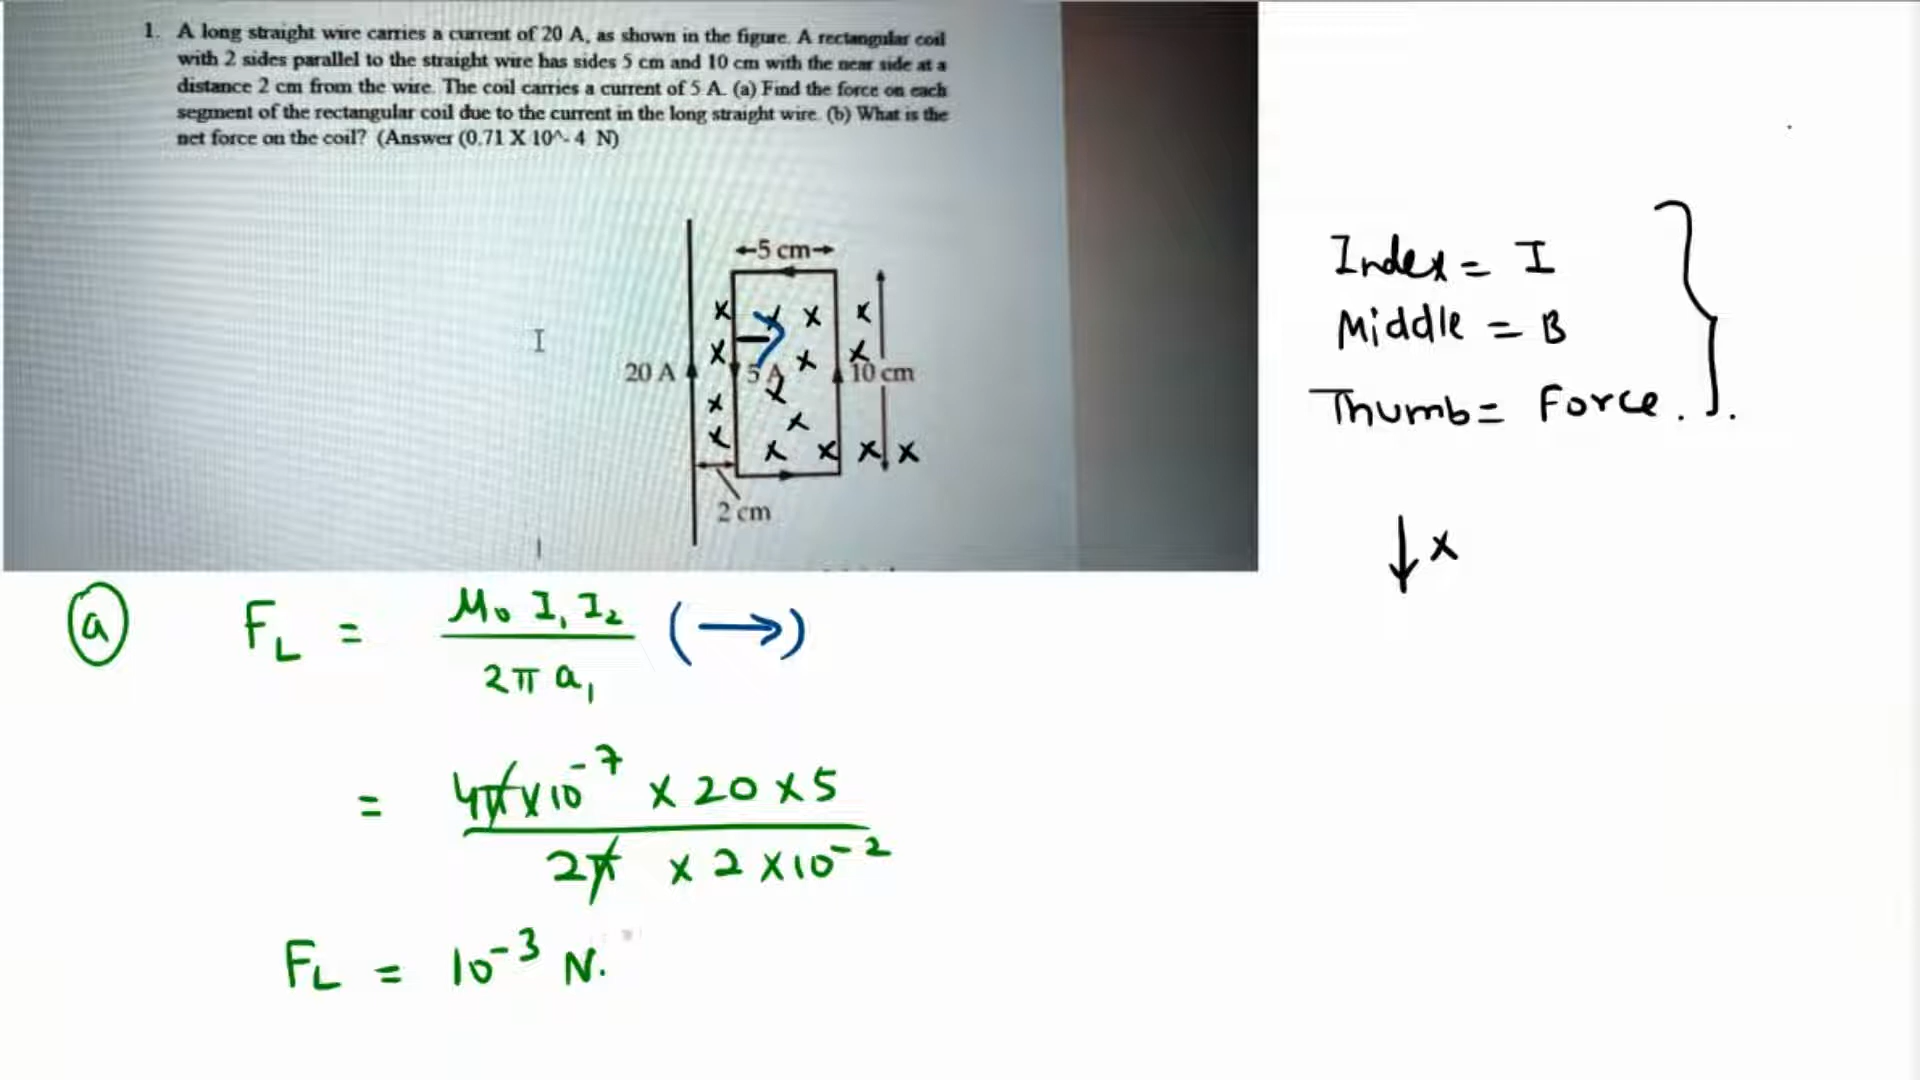 1. A long straight wire carries a current of 20 A, as shown in the figure. A rectangular coil
with 2 sides parallel to the straight wire has sides 5 cm and 10 cm with the near side at a
distance 2 cm from the wire. The coil carries a current of 5 A. (a) Find the force on each
segment of the rectangular coil due to the current in the long straight wire. (b) What is the
net force on the coil? (Answer (0.71 X 10^- 4 N)
5 cm
20 A
5 A
10 cm
2 cm
Index = I
Middle = B
Thumb = Force.
x
(a) F_L = μ₀ I₁ I₂ / 2π a₁ (→)
= 4π×10⁻⁷ × 20 × 5 / 2π × 2 × 10⁻²
F_L = 10⁻³ N.